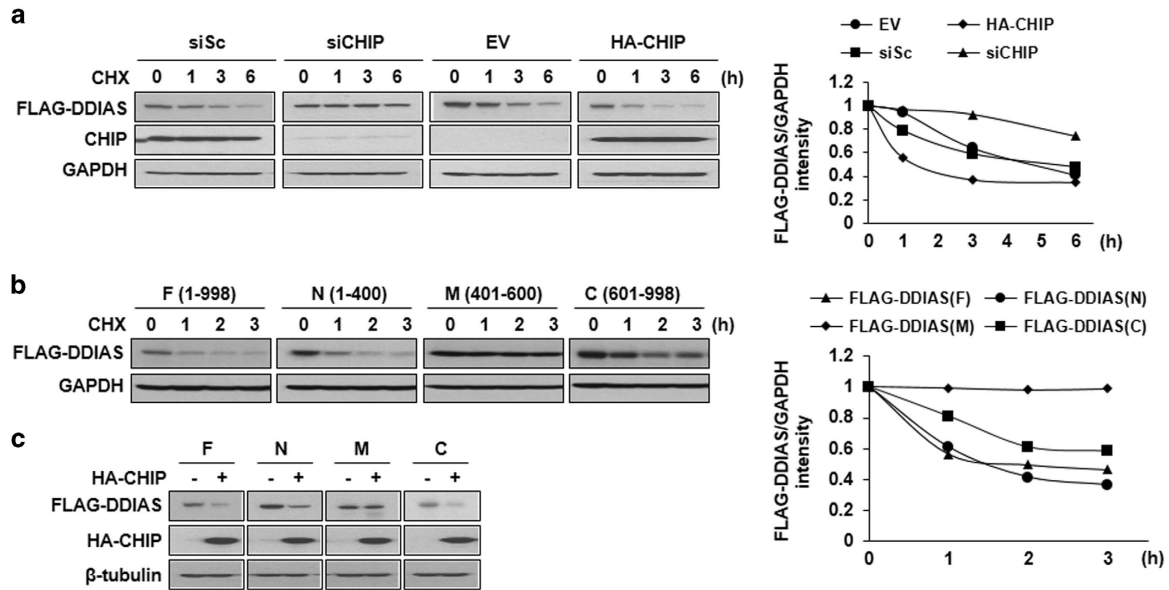 a
siSc siCHIP EV HA-CHIP
CHX 0 1 3 6 0 1 3 6 0 1 3 6 0 1 3 6 (h)
FLAG-DDIAS
CHIP
GAPDH
EV HA-CHIP
siSc siCHIP
FLAG-DDIAS/GAPDH
intensity
1.2
1
0.8
0.6
0.4
0.2
0
0 1 2 3 4 5 6 (h)
b
F (1-998) N (1-400) M (401-600) C (601-998)
CHX 0 1 2 3 0 1 2 3 0 1 2 3 0 1 2 3 (h)
FLAG-DDIAS
GAPDH
FLAG-DDIAS(F) FLAG-DDIAS(N)
FLAG-DDIAS(M) FLAG-DDIAS(C)
FLAG-DDIAS/GAPDH
intensity
1.2
1
0.8
0.6
0.4
0.2
0
0 1 2 3 (h)
c
F N M C
HA-CHIP - + - + - + - +
FLAG-DDIAS
HA-CHIP
β-tubulin